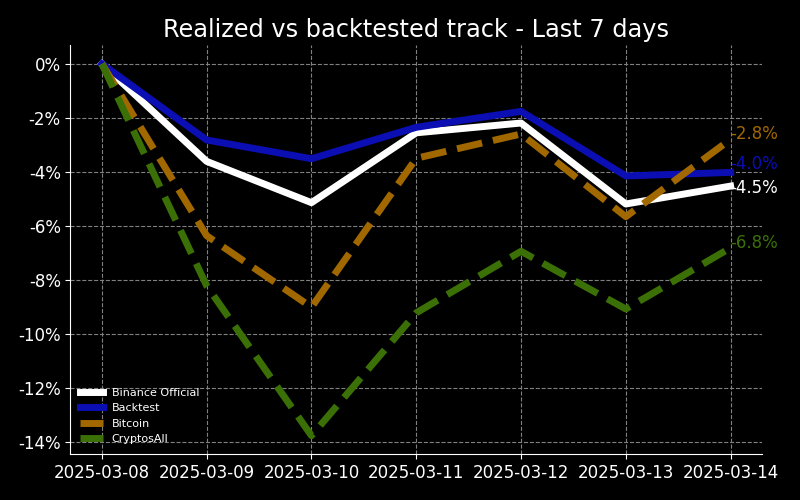 Realized vs backtested track - Last 7 days
0%
-2%
-4%
-6%
-8%
-10%
-12%
-14%
-2.8%
-4.0%
-4.5%
-6.8%
Binance Official
Backtest
Bitcoin
CryptosAll
2025-03-08 2025-03-09 2025-03-10 2025-03-11 2025-03-12 2025-03-13 2025-03-14